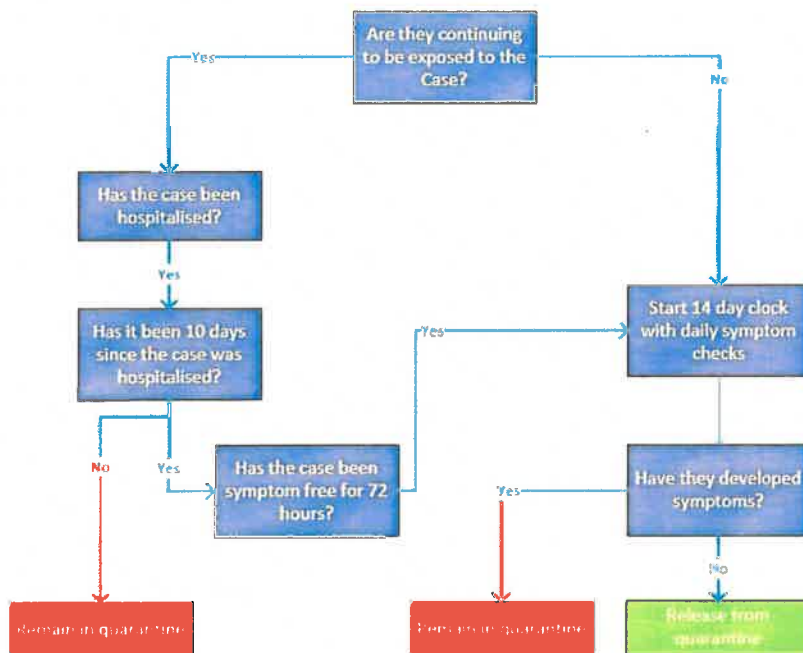 Are they continuing
to be exposed to the
Case?
Yes
No
Has the case been
hospitalised?
Yes
Has it been 10 days
since the case was
hospitalised?
Start 14 day clock
with daily symptom
checks
Yes
No
Yes
Has the case been
symptom free for 72
hours?
Yes
Have they developed
symptoms?
No
Remain in quarantine
Remain in quarantine
Release from
quarantine